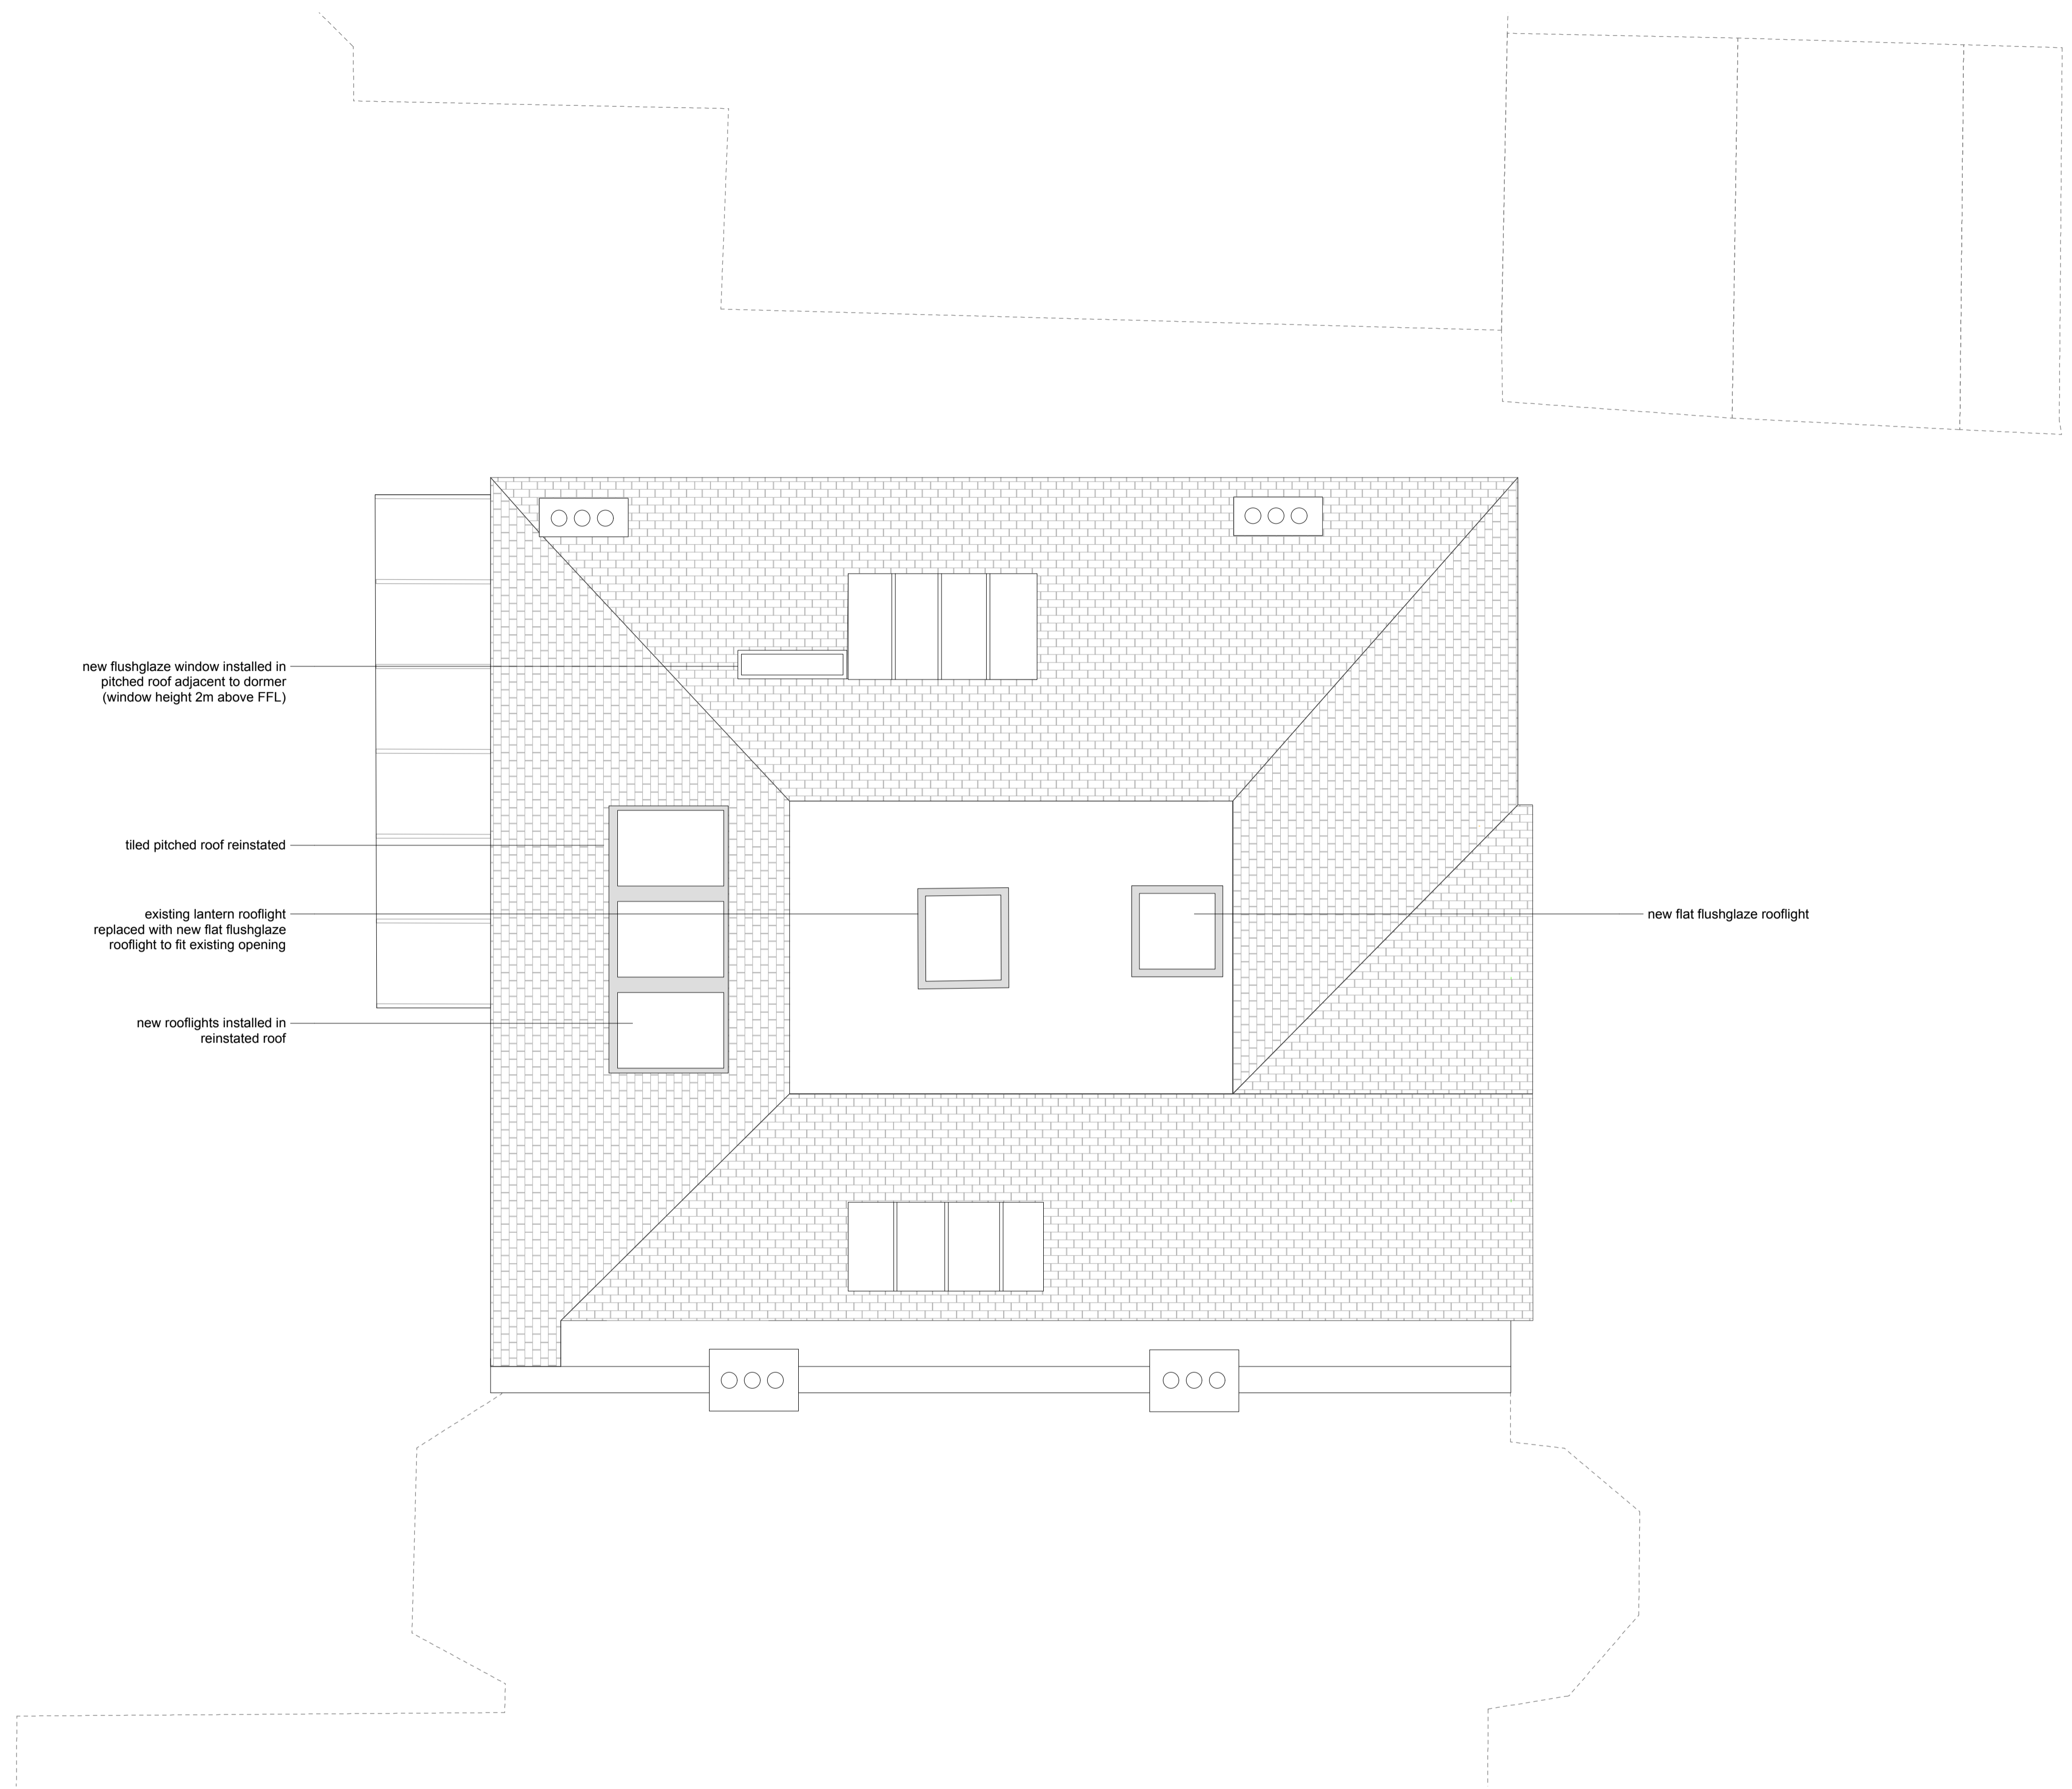 new flushglaze window installed in
pitched roof adjacent to dormer
(window height 2m above FFL)
tiled pitched roof reinstated
existing lantern rooflight
replaced with new flat flushglaze
rooflight to fit existing opening
new flat flushglaze rooflight
new rooflights installed in
reinstated roof